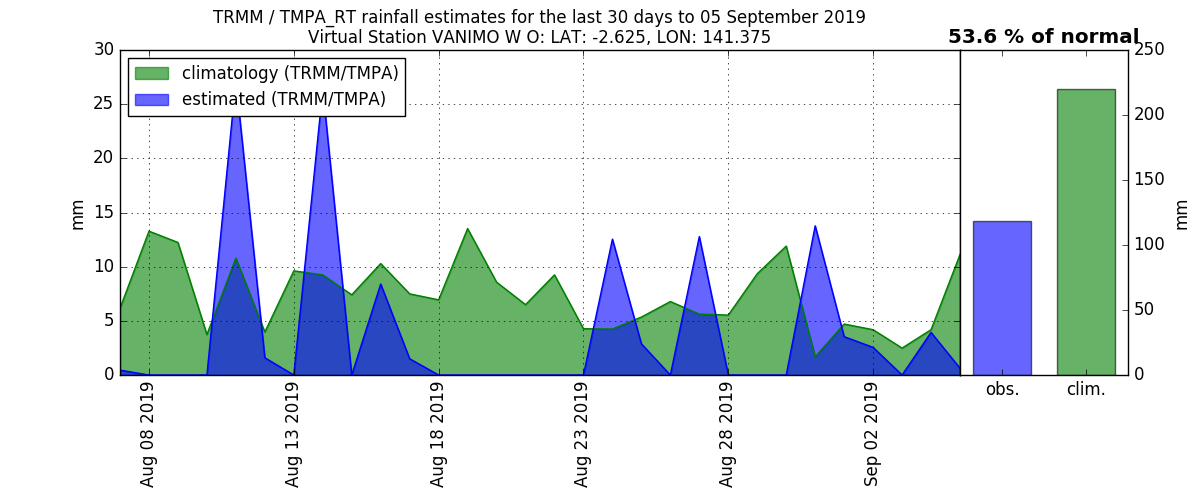 TRMM / TMPA_RT rainfall estimates for the last 30 days to 05 September 2019
Virtual Station VANIMO W O: LAT: -2.625, LON: 141.375
53.6 % of normal
climatology (TRMM/TMPA)
estimated (TRMM/TMPA)
30
25
20
15
10
5
0
mm
Aug 08 2019
Aug 13 2019
Aug 18 2019
Aug 23 2019
Aug 28 2019
Sep 02 2019
obs.
clim.
250
200
150
100
50
0
mm